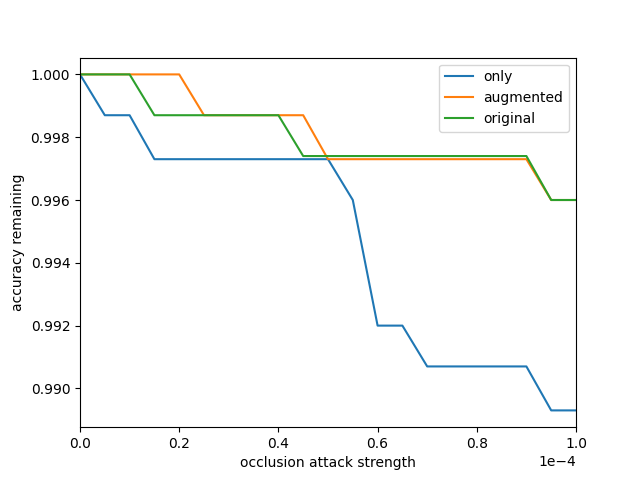 1.000
0.998
0.996
0.994
0.992
0.990
accuracy remaining
only
augmented
original
0.0 0.2 0.4 0.6 0.8 1.0
occlusion attack strength
1e−4